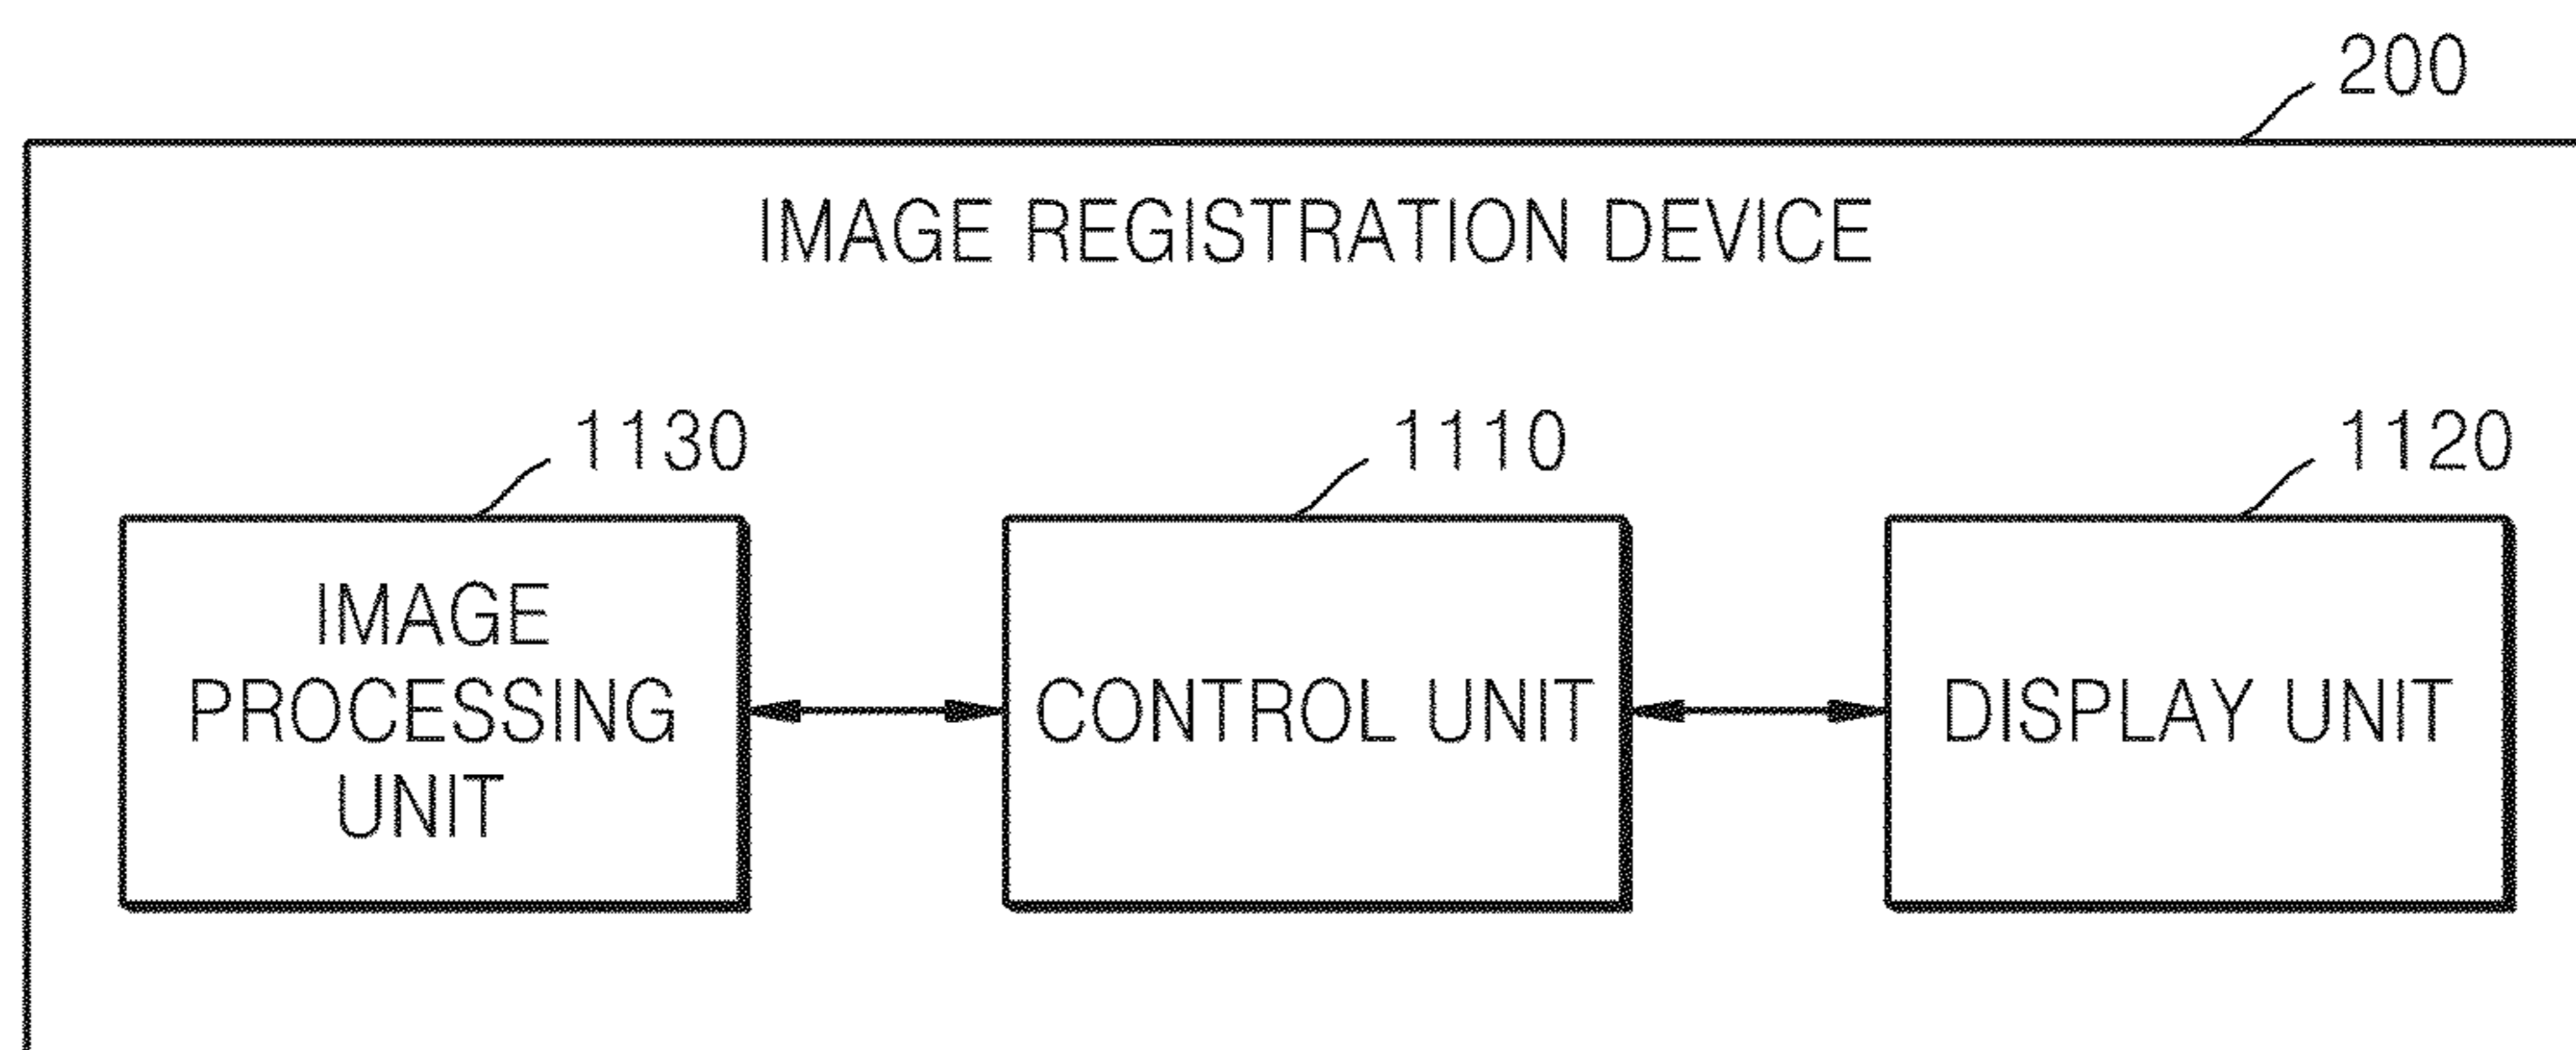 200
IMAGE REGISTRATION DEVICE
1130
1110
1120
IMAGE
PROCESSING
UNIT
CONTROL UNIT
DISPLAY UNIT